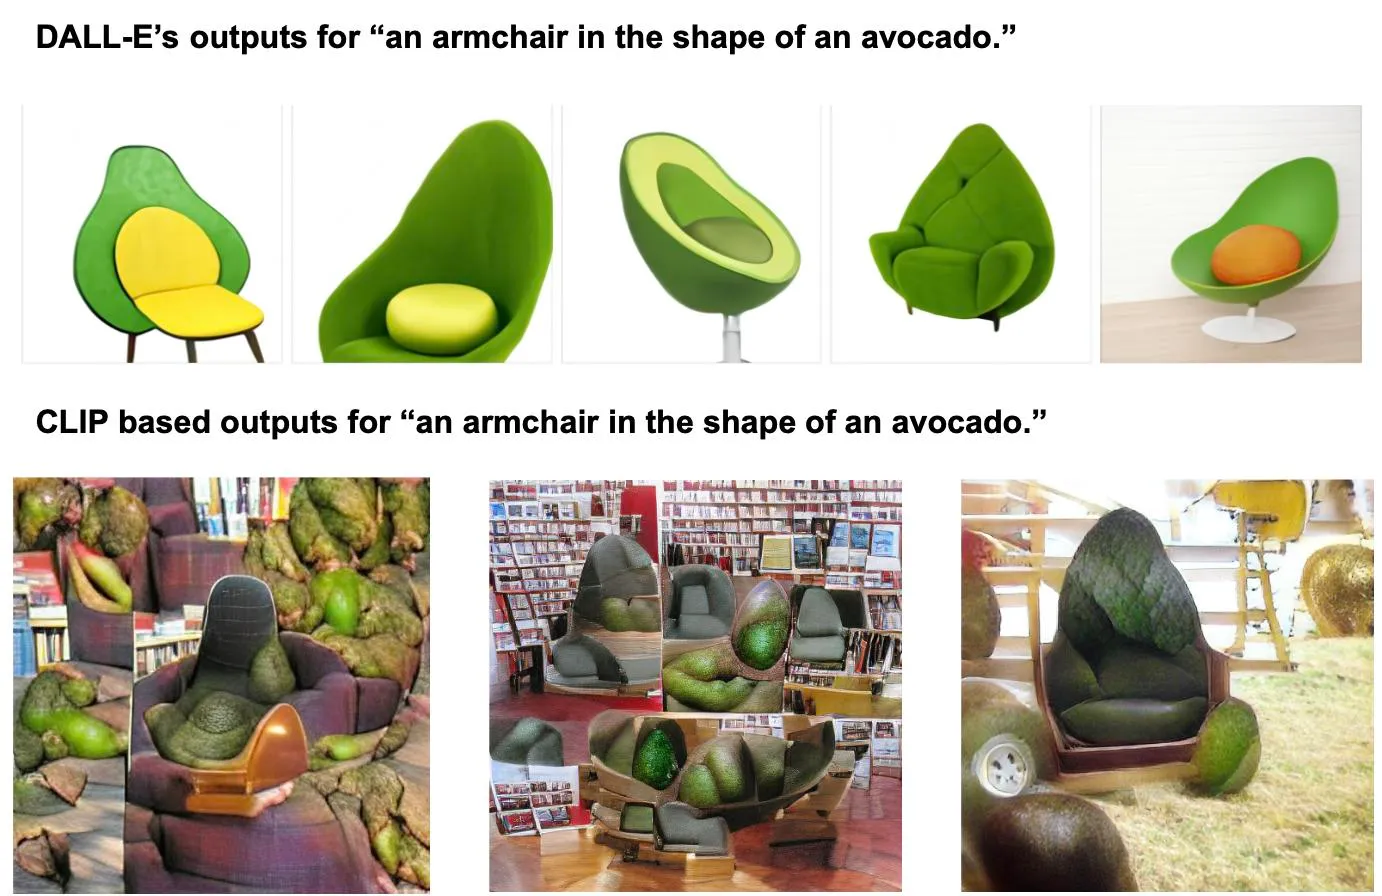 DALL-E’s outputs for “an armchair in the shape of an avocado.”
CLIP based outputs for “an armchair in the shape of an avocado.”